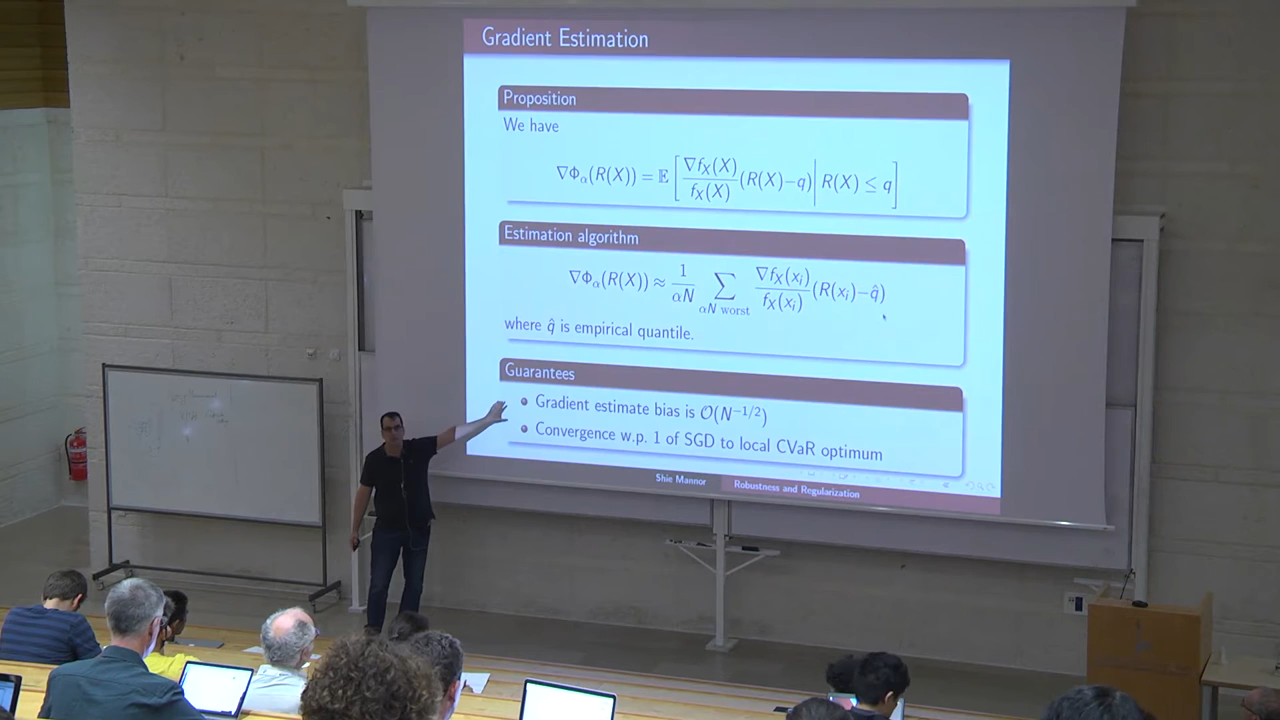 Gradient Estimation
Proposition
We have
∇Φ_α(R(X)) = 𝔼[ ∇f_X(X) / f_X(X) (R(X)−q) | R(X) ≤ q ]
Estimation algorithm
∇Φ_α(R(X)) ≈ 1/(αN) ∑_{αN worst} ∇f_X(x_i) / f_X(x_i) (R(x_i)−q̂)
where q̂ is empirical quantile.
Guarantees
Gradient estimate bias is 𝒪(N^{−1/2})
Convergence w.p. 1 of SGD to local CVaR optimum
Shie Mannor Robustness and Regularization